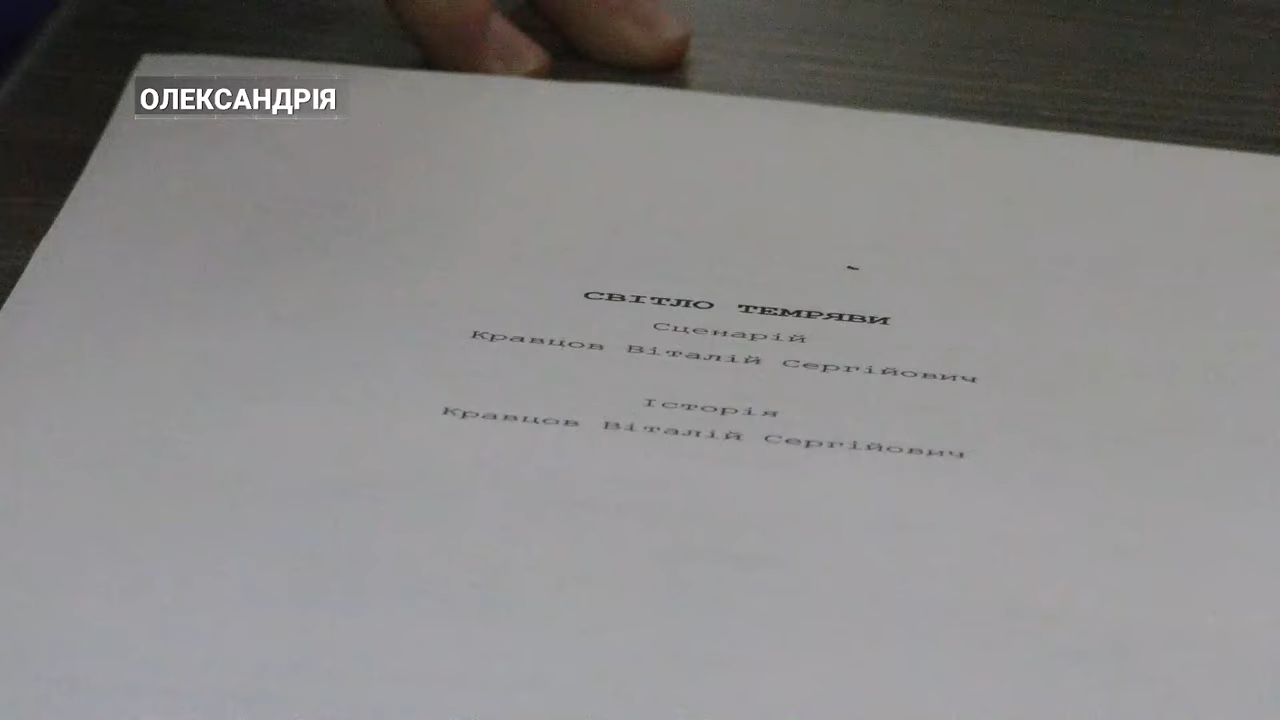 ОЛЕКСАНДРІЯ
СВІТЛО ТЕМРЯВИ
Сценарій
Кравцов Віталій Сергійович
Історія
Кравцов Віталій Сергійович